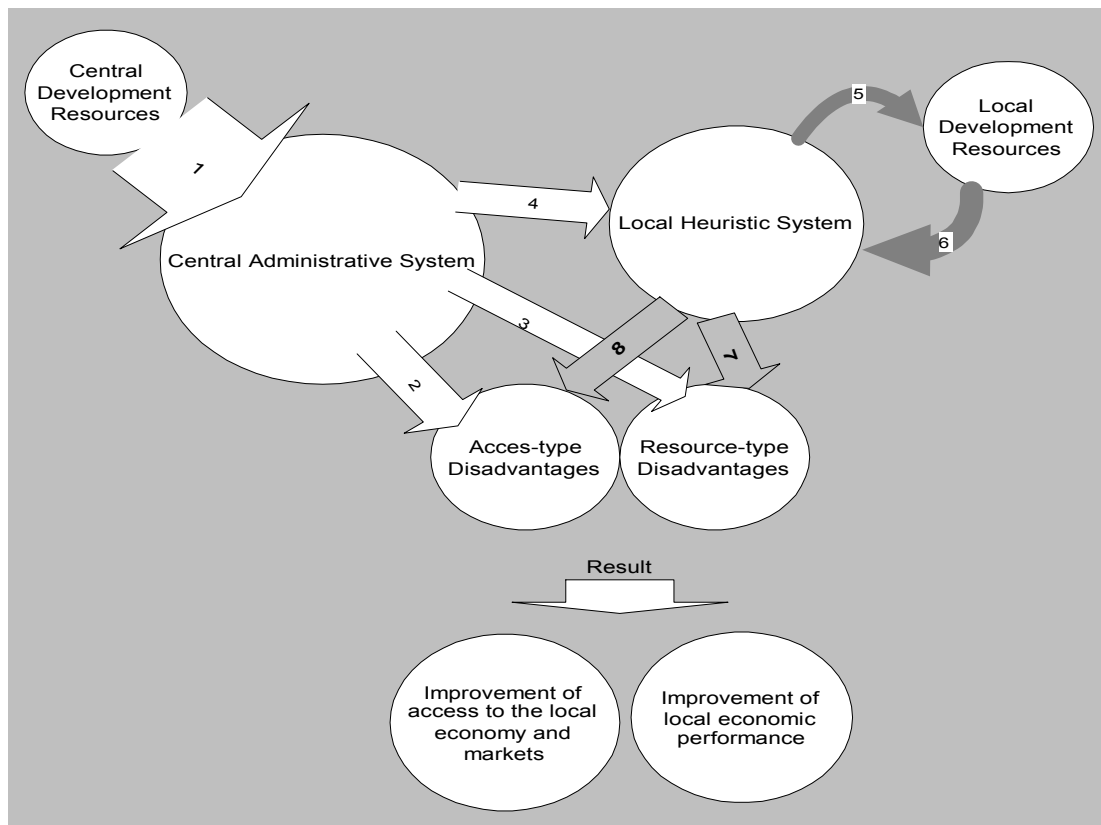 Central
Development
Resources
1
Central Administrative System
4
Local Heuristic System
5
Local
Development
Resources
6
3
2
8
7
Acces-type
Disadvantages
Resource-type
Disadvantages
Result
Improvement of
access to the local
economy and
markets
Improvement of
local economic
performance